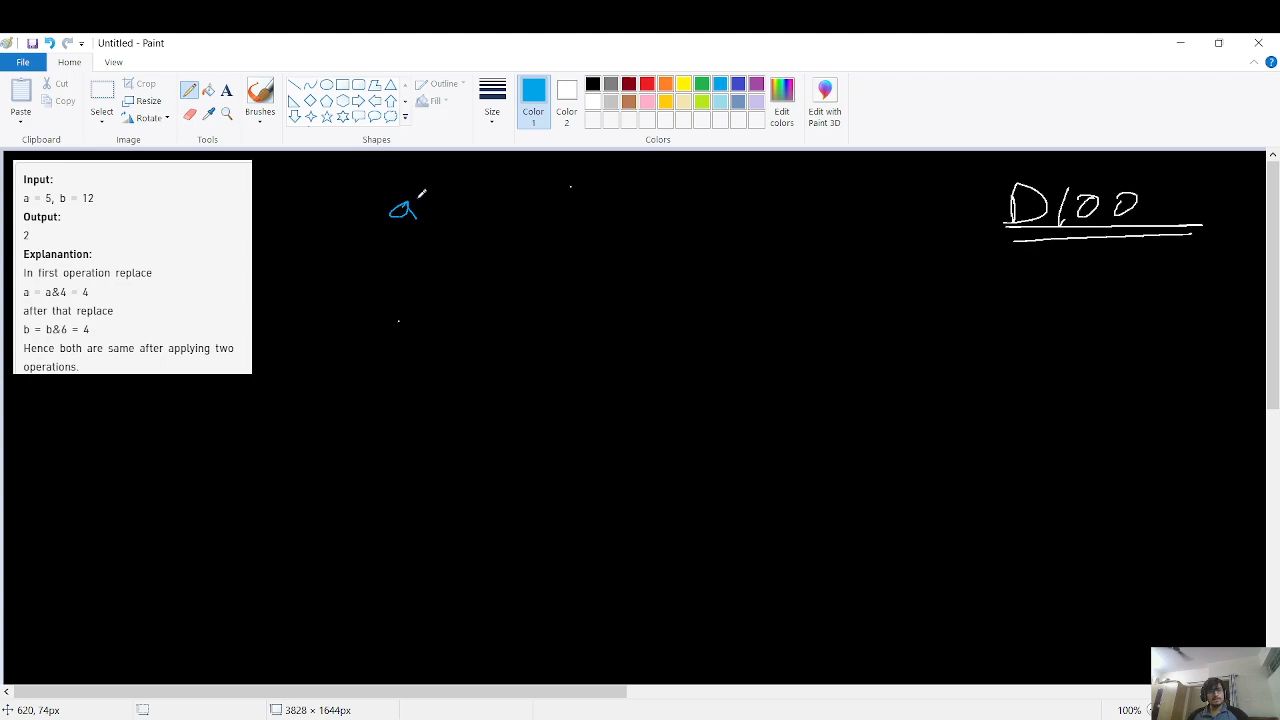 Untitled - Paint
File Home View
Cut
Copy
Paste
Clipboard
Select
Crop
Resize
Rotate
Image
Tools
Brushes
Shapes
Outline
Fill
Size
Color
1
Color
2
Colors
Edit
colors
Edit with
Paint 3D
Input:
a = 5, b = 12
Output:
2
Explanantion:
In first operation replace
a = a&4 = 4
after that replace
b = b&6 = 4
Hence both are same after applying two
operations.
a
D100
620, 74px
3828 × 1644px
100%